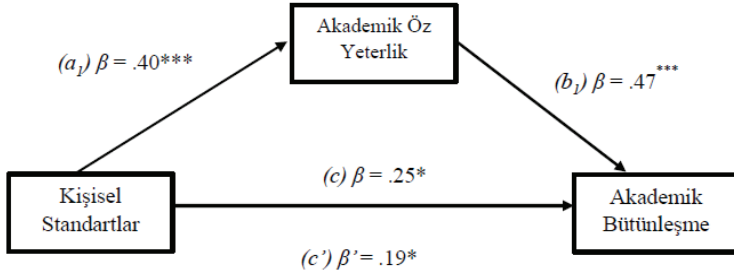 Akademik Öz
Yeterlik
(a₁) β = .40***
(b₁) β = .47***
Kişisel
Standartlar
(c) β = .25*
Akademik
Bütünleşme
(c') β' = .19*